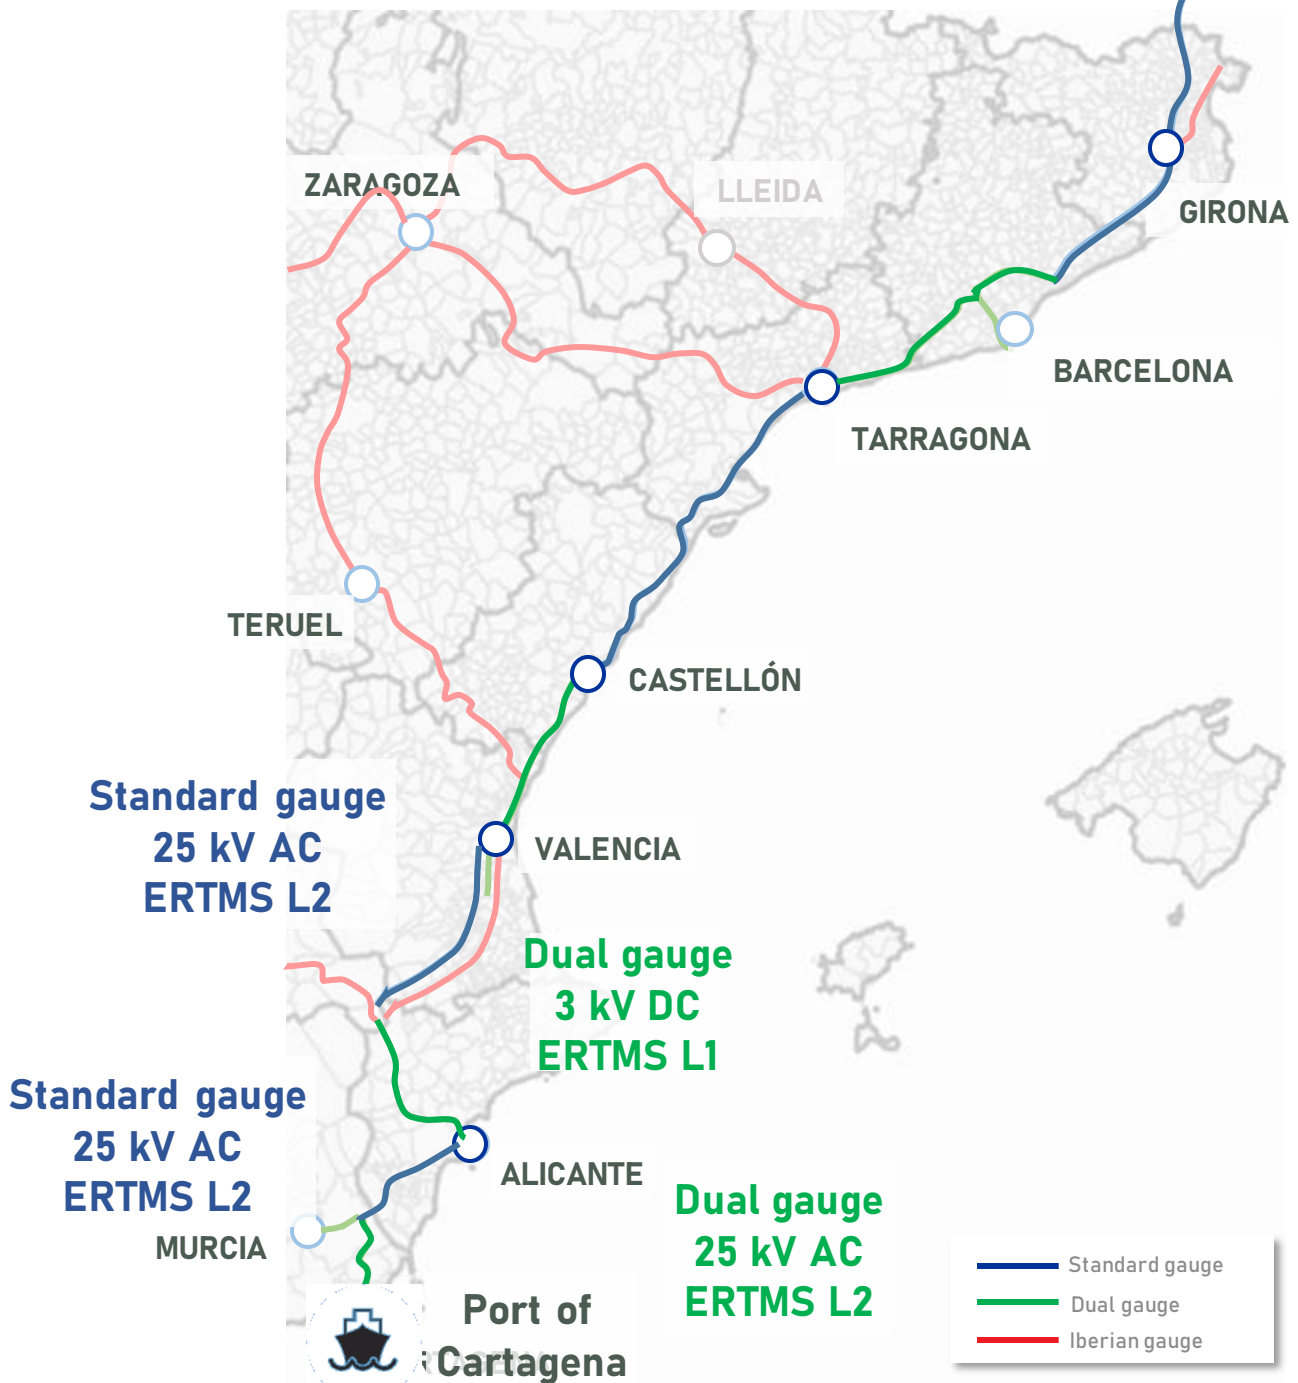 ZARAGOZA
LLEIDA
GIRONA
BARCELONA
TARRAGONA
TERUEL
CASTELLÓN
Standard gauge
25 kV AC
ERTMS L2
VALENCIA
Dual gauge
3 kV DC
ERTMS L1
Standard gauge
25 kV AC
ERTMS L2
ALICANTE
Dual gauge
25 kV AC
ERTMS L2
MURCIA
Port of
Cartagena
Standard gauge
Dual gauge
Iberian gauge